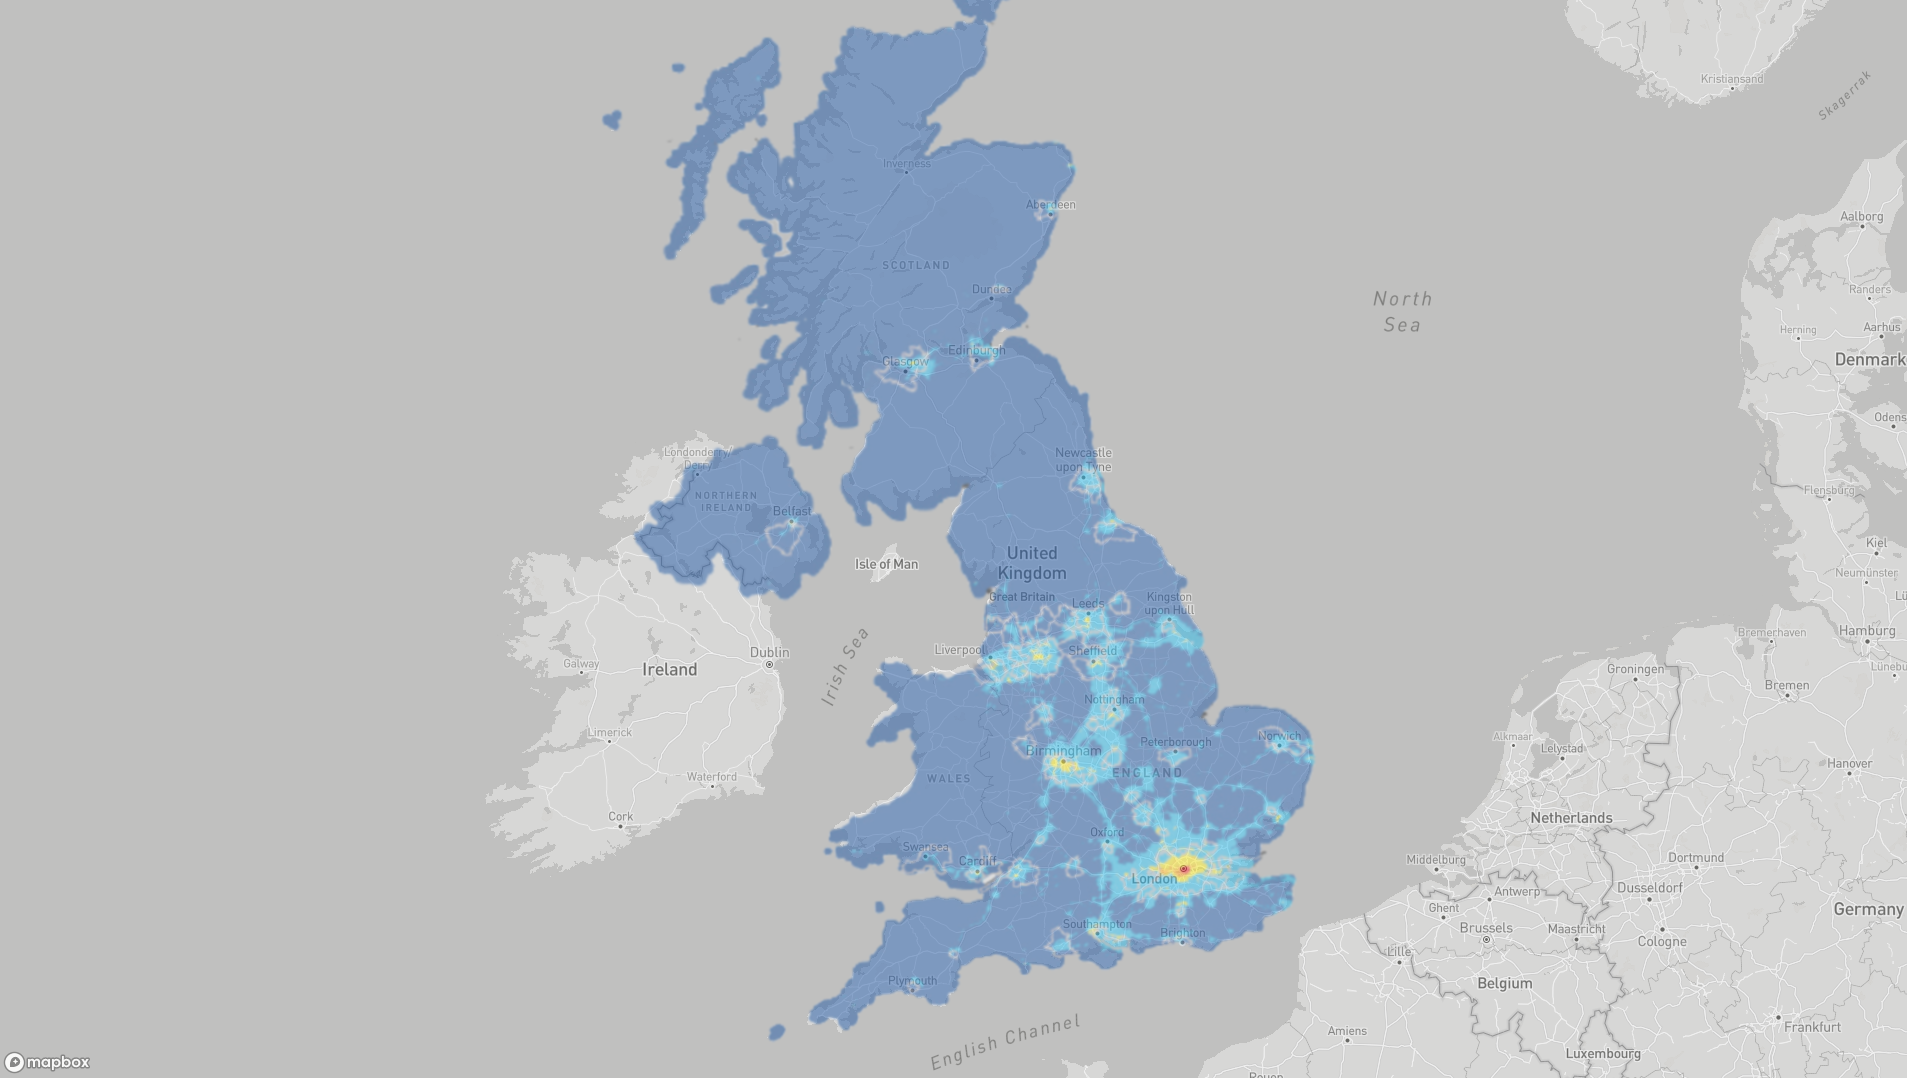 Kristiansand
Skagerrak
Inverness
Aberdeen
Aalborg
SCOTLAND
Dundee
North
Sea
Randers
Herning
Aarhus
Glasgow
Edinburgh
Denmark
Odens
Londonderry/
Derry
Newcastle
upon Tyne
NORTHERN
IRELAND
Belfast
Flensburg
Isle of Man
United
Kingdom
Kiel
Neumünster
Great Britain
Leeds
Kingston
upon Hull
Lü
Bremerhaven
Hamburg
Liverpool
Sheffield
Dublin
Galway
Ireland
Irish Sea
Groningen
Lünebu
Bremen
Nottingham
Limerick
Alkmaar
Lelystad
Norwich
Peterborough
Birmingham
ENGLAND
WALES
Hanover
Waterford
Cork
Oxford
Netherlands
Swansea
Cardiff
London
Middelburg
Dortmund
Dusseldorf
Antwerp
Ghent
Germany
Southampton
Brighton
Brussels
Maastricht
Cologne
Lille
Plymouth
Belgium
English Channel
Amiens
Frankfurt
Luxembourg
Rouen
mapbox